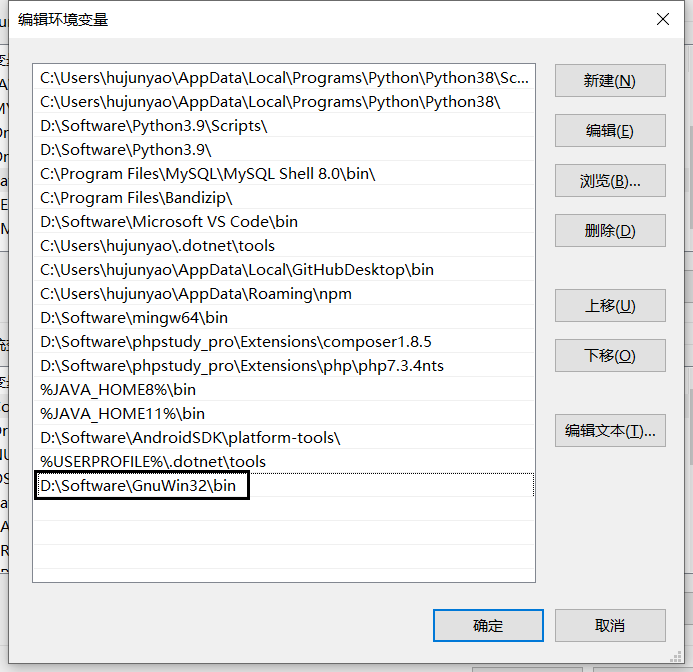 编辑环境变量
C:\Users\hujunyao\AppData\Local\Programs\Python\Python38\Sc...
C:\Users\hujunyao\AppData\Local\Programs\Python\Python38\
D:\Software\Python3.9\Scripts\
D:\Software\Python3.9\
C:\Program Files\MySQL\MySQL Shell 8.0\bin\
C:\Program Files\Bandizip\
D:\Software\Microsoft VS Code\bin
C:\Users\hujunyao\.dotnet\tools
C:\Users\hujunyao\AppData\Local\GitHubDesktop\bin
C:\Users\hujunyao\AppData\Roaming\npm
D:\Software\mingw64\bin
D:\Software\phpstudy_pro\Extensions\composer1.8.5
D:\Software\phpstudy_pro\Extensions\php\php7.3.4nts
%JAVA_HOME8%\bin
%JAVA_HOME11%\bin
D:\Software\AndroidSDK\platform-tools\
%USERPROFILE%\.dotnet\tools
D:\Software\GnuWin32\bin
新建(N)
编辑(E)
浏览(B)...
删除(D)
上移(U)
下移(O)
编辑文本(T)...
确定
取消